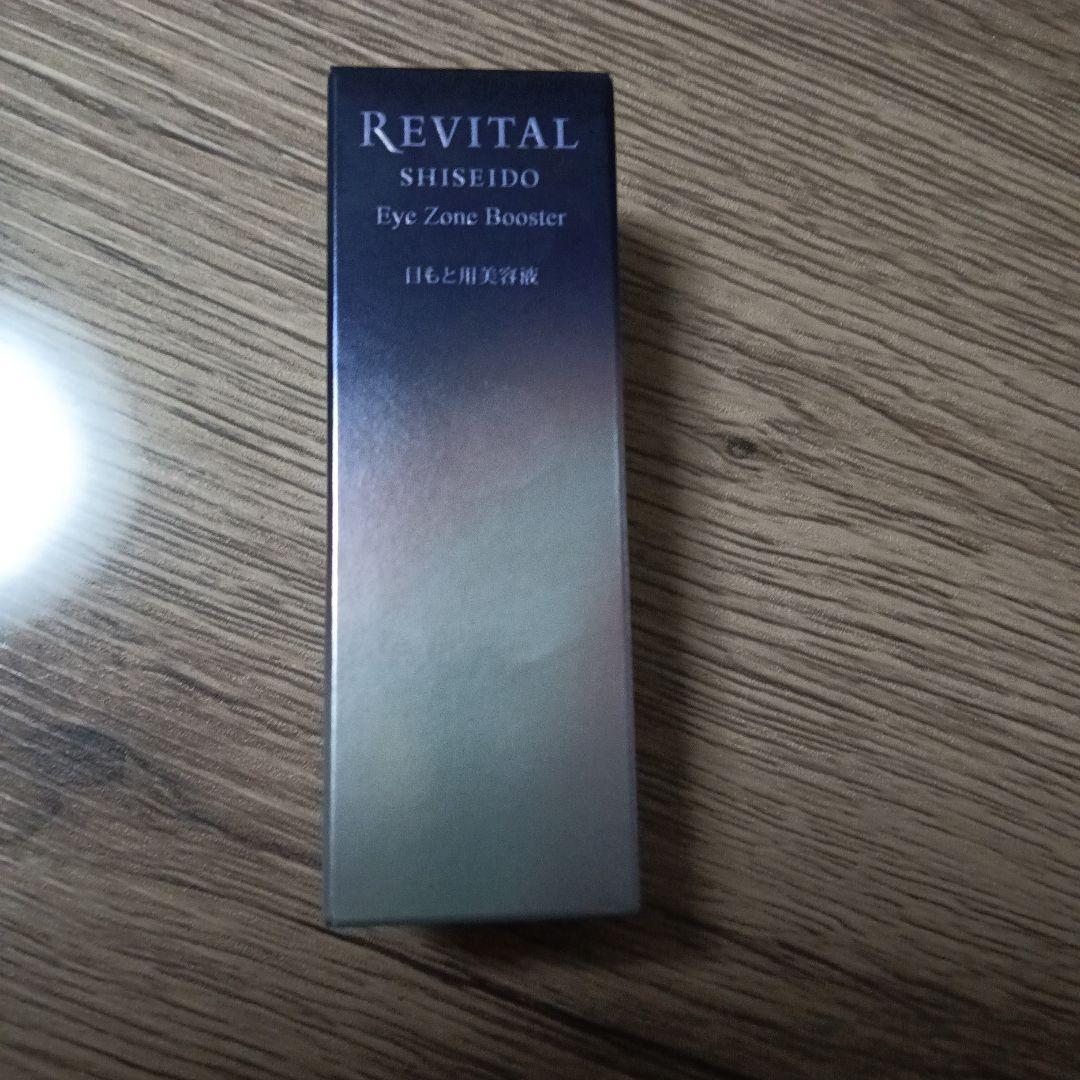 REVITAL
SHISEIDO
Eye Zone Booster
目もと用美容液